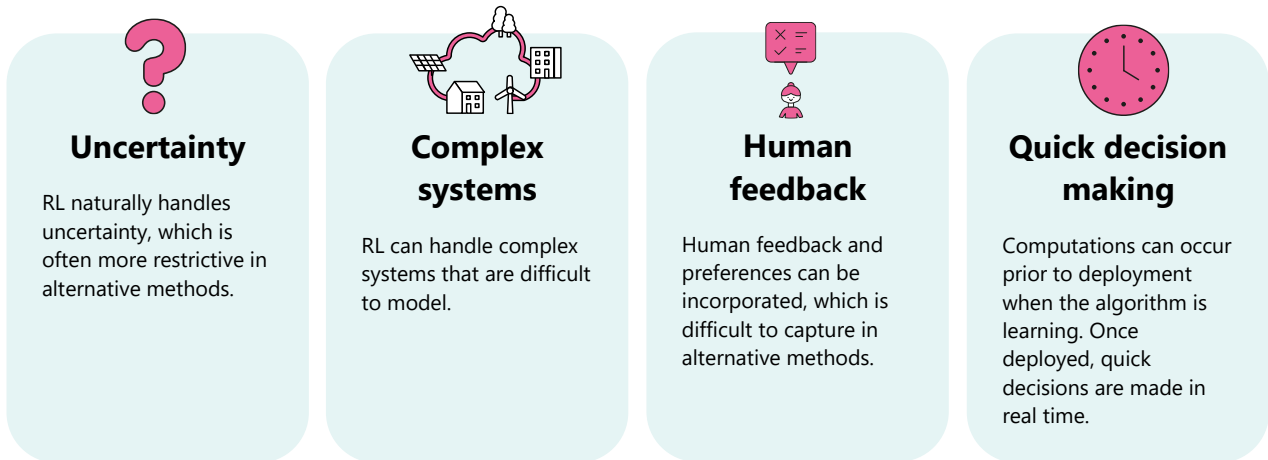 Uncertainty
RL naturally handles
uncertainty, which is
often more restrictive in
alternative methods.
Complex
systems
RL can handle complex
systems that are difficult
to model.
Human
feedback
Human feedback and
preferences can be
incorporated, which is
difficult to capture in
alternative methods.
Quick decision
making
Computations can occur
prior to deployment
when the algorithm is
learning. Once
deployed, quick
decisions are made in
real time.